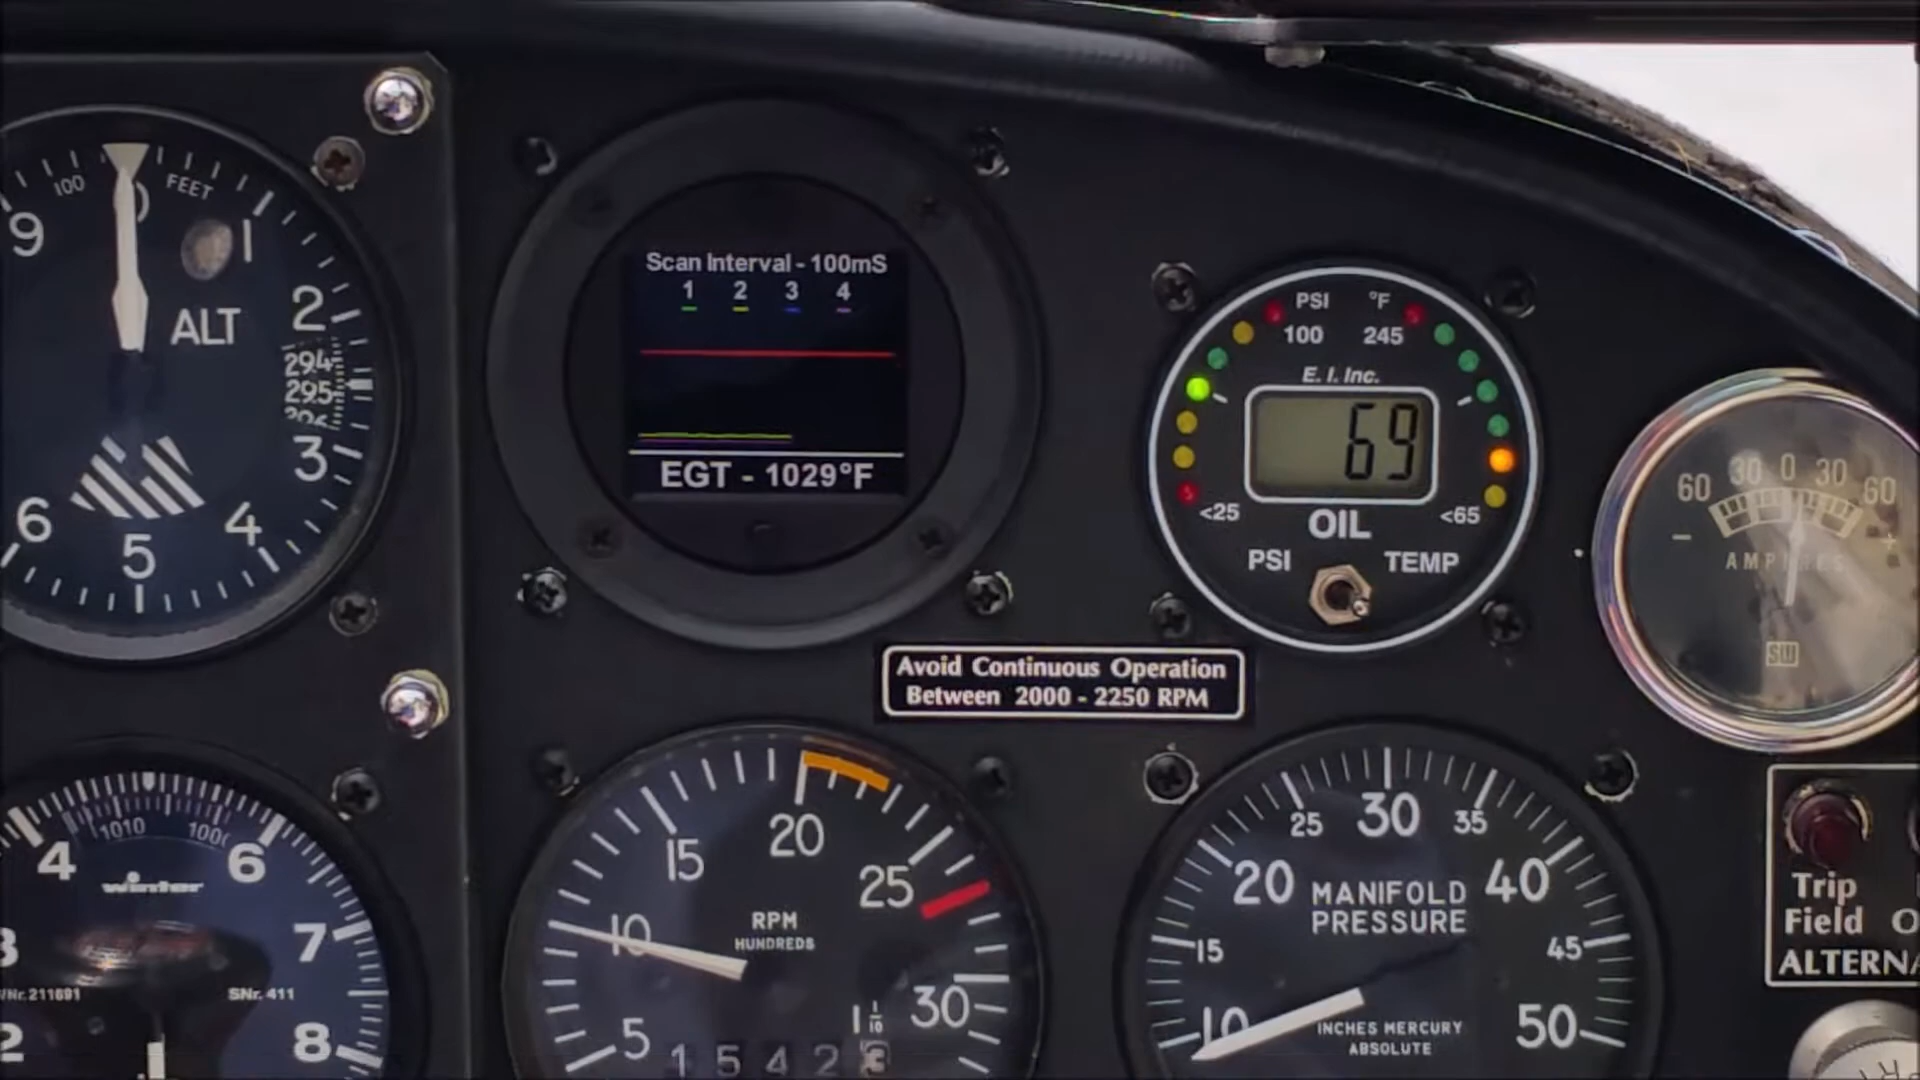 100
FEET
9
0
1
ALT
2
29.4
29.5
3
6
4
5
Scan Interval - 100mS
1 2 3 4
EGT - 1029°F
PSI °F
100 245
E. I. Inc.
69
<25 <65
OIL
PSI TEMP
60 30 0 30 60
- +
AMPERES
SW
Avoid Continuous Operation
Between 2000 - 2250 RPM
1010
4 6
winter
7
SNr. 411
8
20
15
25
RPM
HUNDREDS
10
30
5
1 1/10
1 5 4 2 3
30
25 35
20 40
MANIFOLD
PRESSURE
15 45
10 50
INCHES MERCURY
ABSOLUTE
Trip
Field